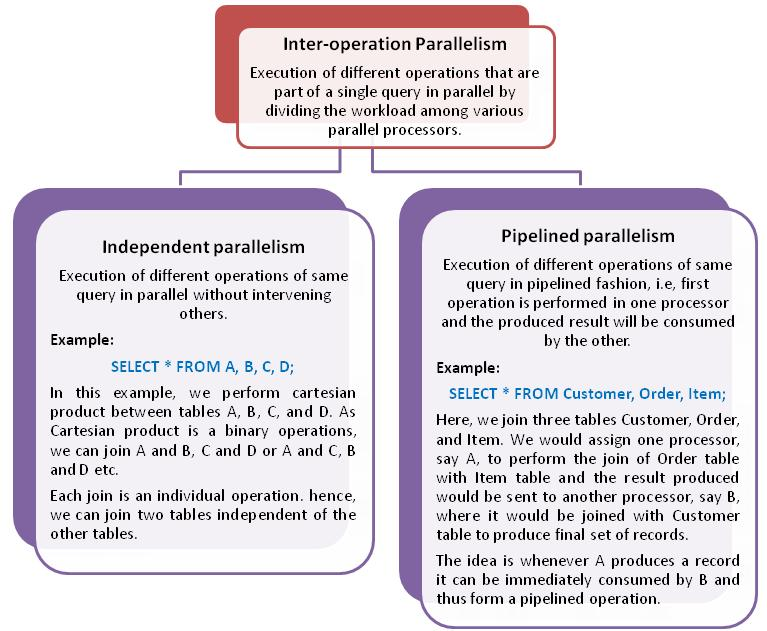 Inter-operation Parallelism
Execution of different operations that are
part of a single query in parallel by
dividing the workload among various
parallel processors.
Independent parallelism
Execution of different operations of same
query in parallel without intervening
others.
Example:
SELECT * FROM A, B, C, D;
In this example, we perform cartesian
product between tables A, B, C, and D. As
Cartesian product is a binary operations,
we can join A and B, C and D or A and C, B
and D etc.
Each join is an individual operation. hence,
we can join two tables independent of the
other tables.
Pipelined parallelism
Execution of different operations of same
query in pipelined fashion, i.e, first
operation is performed in one processor
and the produced result will be consumed
by the other.
Example:
SELECT * FROM Customer, Order, Item;
Here, we join three tables Customer, Order,
and Item. We would assign one processor,
say A, to perform the join of Order table
with Item table and the result produced
would be sent to another processor, say B,
where it would be joined with Customer
table to produce final set of records.
The idea is whenever A produces a record
it can be immediately consumed by B and
thus form a pipelined operation.